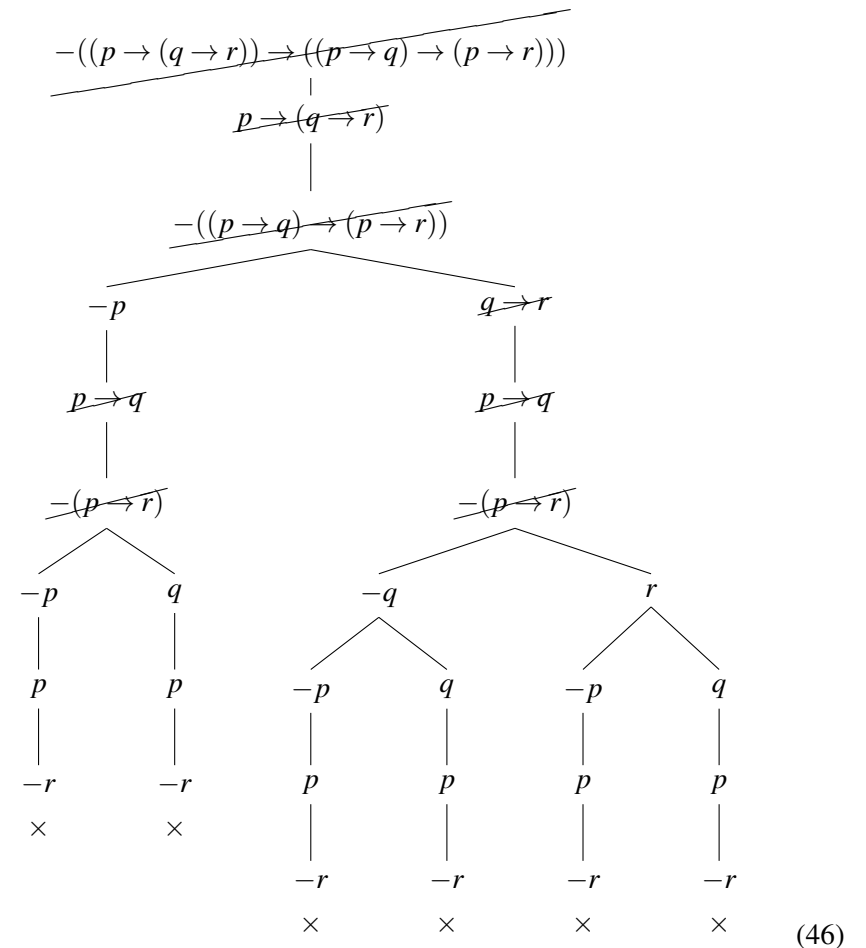 −((p → (q → r)) → ((p → q) → (p → r)))
p → (q → r)
−((p → q) → (p → r))
−p q → r
p → q p → q
−(p → r) −(p → r)
−p q −q r
p p −p q −p q
−r −r p p p p
× × −r −r −r −r
× × × × (46)